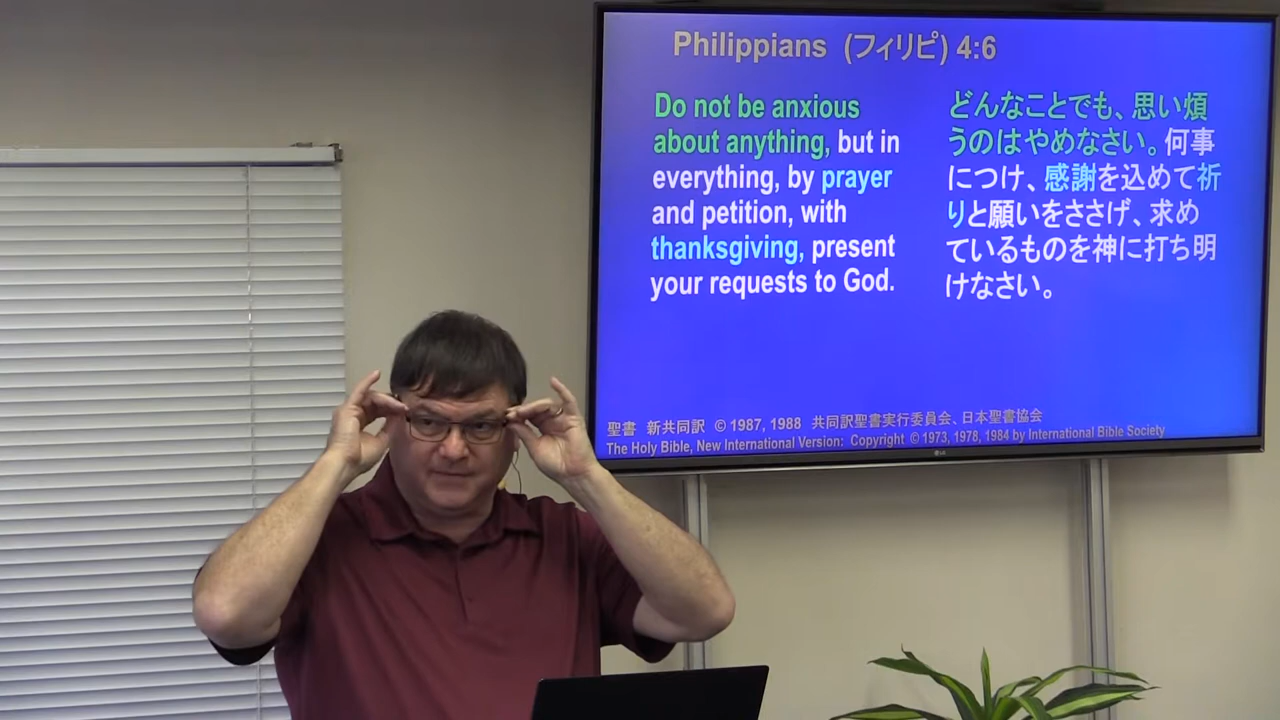 Philippians (フィリピ) 4:6
Do not be anxious
about anything, but in
everything, by prayer
and petition, with
thanksgiving, present
your requests to God.
どんなことでも、思い煩
うのはやめなさい。何事
につけ、感謝を込めて祈
りと願いをささげ、求め
ているものを神に打ち明
けなさい。
聖書 新共同訳 © 1987, 1988 共同訳聖書実行委員会、日本聖書協会
The Holy Bible, New International Version: Copyright © 1973, 1978, 1984 by International Bible Society
LG